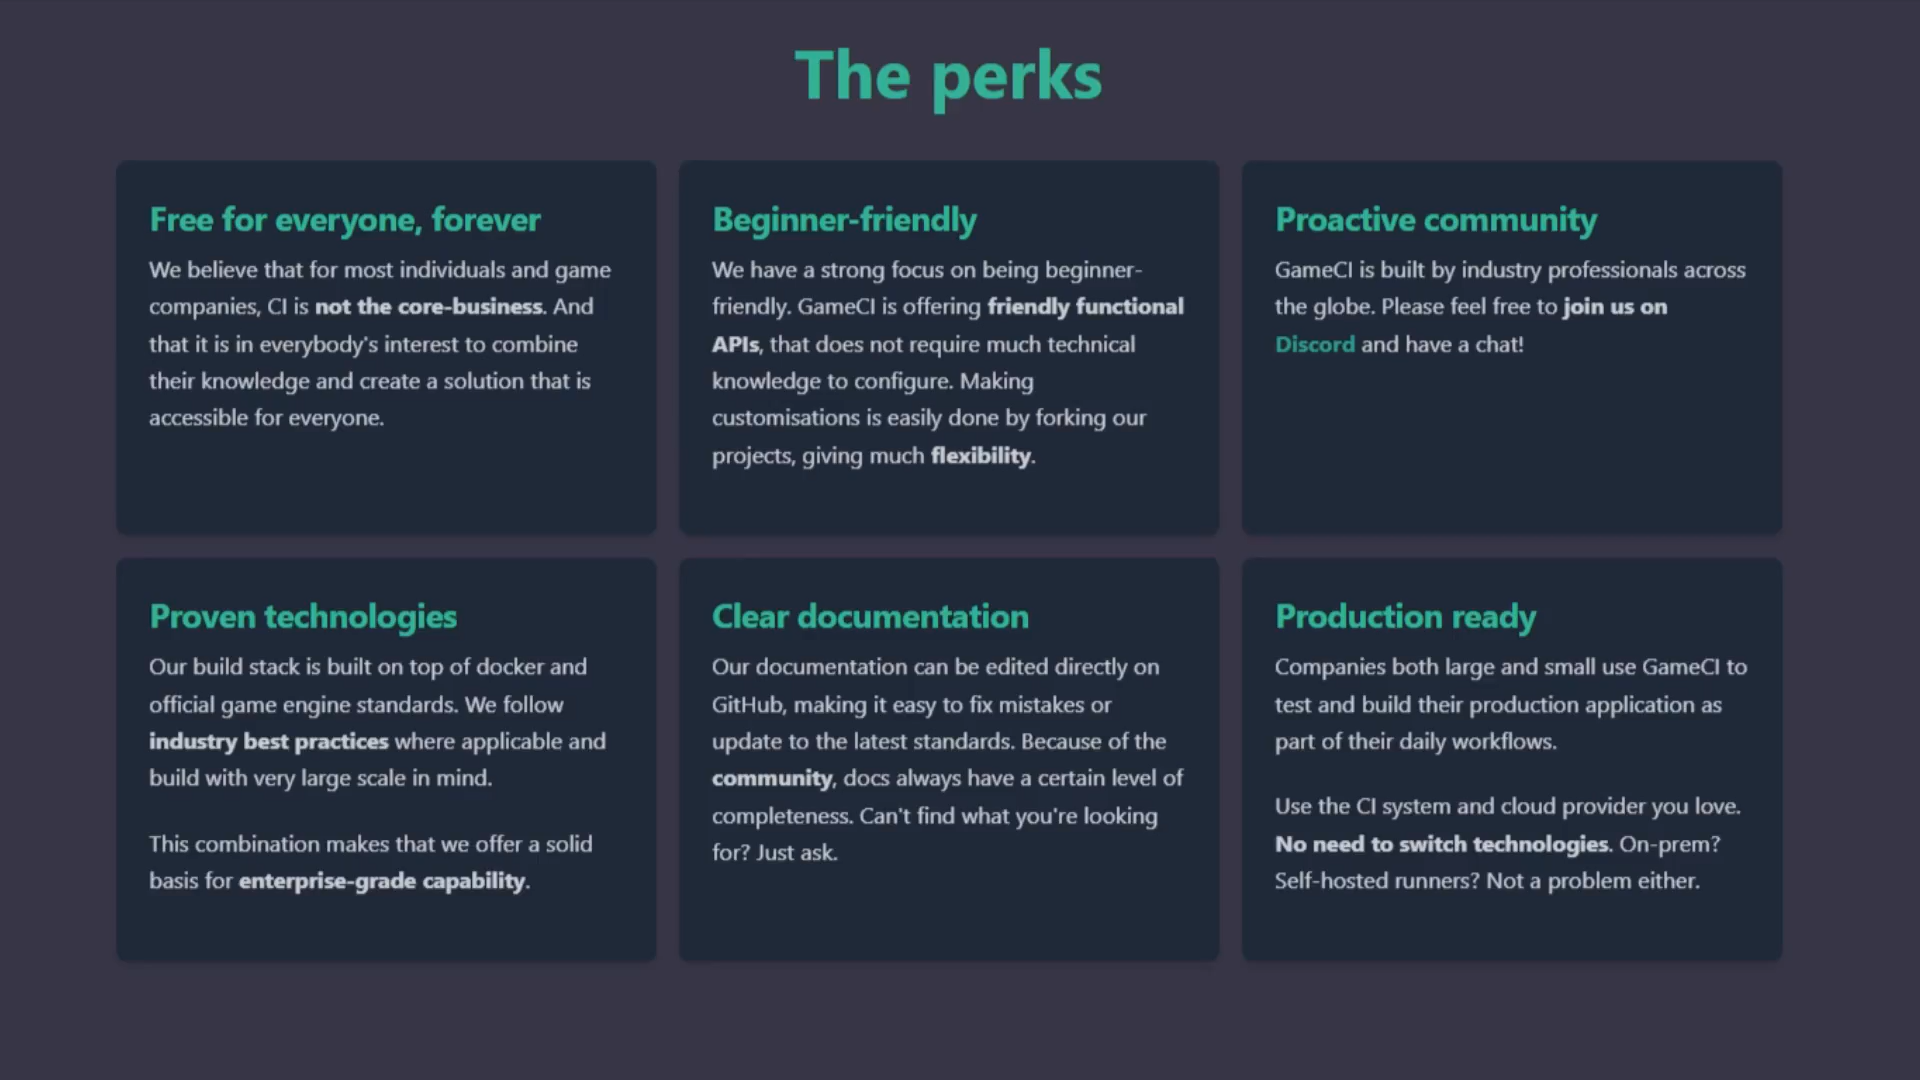 The perks
Free for everyone, forever
We believe that for most individuals and game
companies, CI is not the core-business. And
that it is in everybody's interest to combine
their knowledge and create a solution that is
accessible for everyone.
Beginner-friendly
We have a strong focus on being beginner-
friendly. GameCI is offering friendly functional
APIs, that does not require much technical
knowledge to configure. Making
customisations is easily done by forking our
projects, giving much flexibility.
Proactive community
GameCI is built by industry professionals across
the globe. Please feel free to join us on
Discord and have a chat!
Proven technologies
Our build stack is built on top of docker and
official game engine standards. We follow
industry best practices where applicable and
build with very large scale in mind.
This combination makes that we offer a solid
basis for enterprise-grade capability.
Clear documentation
Our documentation can be edited directly on
GitHub, making it easy to fix mistakes or
update to the latest standards. Because of the
community, docs always have a certain level of
completeness. Can't find what you're looking
for? Just ask.
Production ready
Companies both large and small use GameCI to
test and build their production application as
part of their daily workflows.
Use the CI system and cloud provider you love.
No need to switch technologies. On-prem?
Self-hosted runners? Not a problem either.